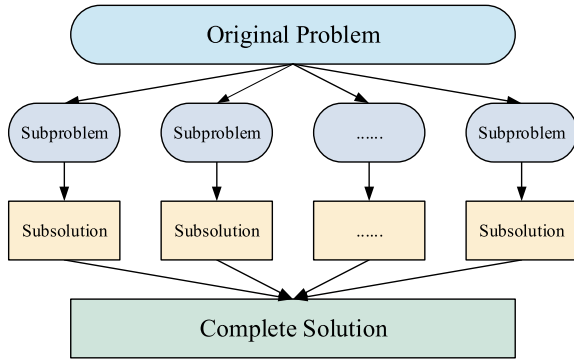 Original Problem
Subproblem
Subproblem
......
Subproblem
Subsolution
Subsolution
......
Subsolution
Complete Solution